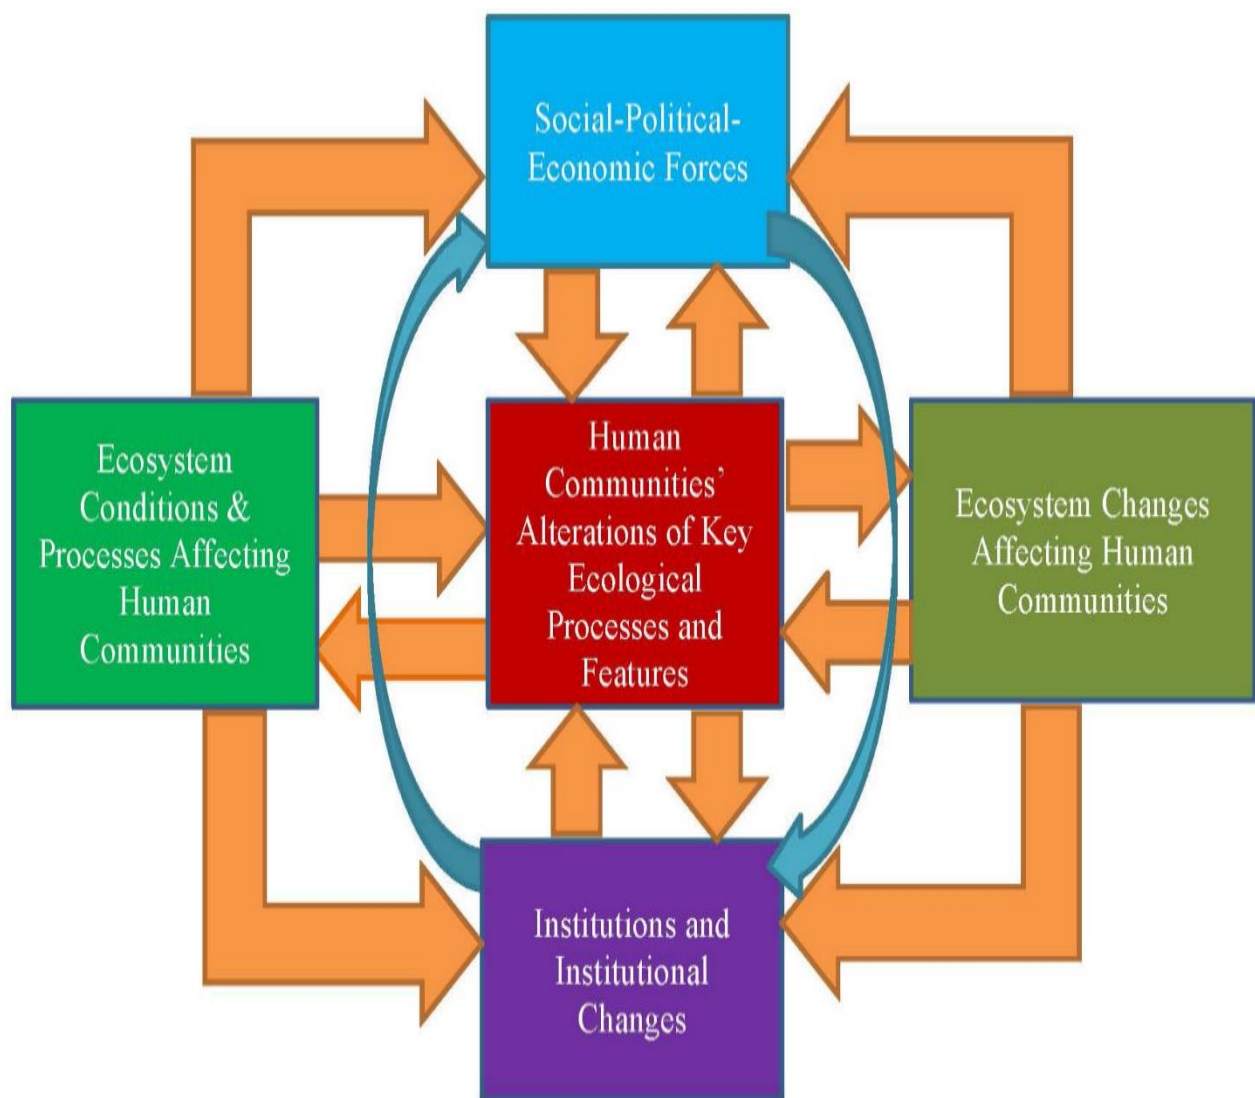 Social-Political-
Economic Forces
Ecosystem
Conditions &
Processes Affecting
Human
Communities
Human
Communities’
Alterations of Key
Ecological
Processes and
Features
Ecosystem Changes
Affecting Human
Communities
Institutions and
Institutional
Changes